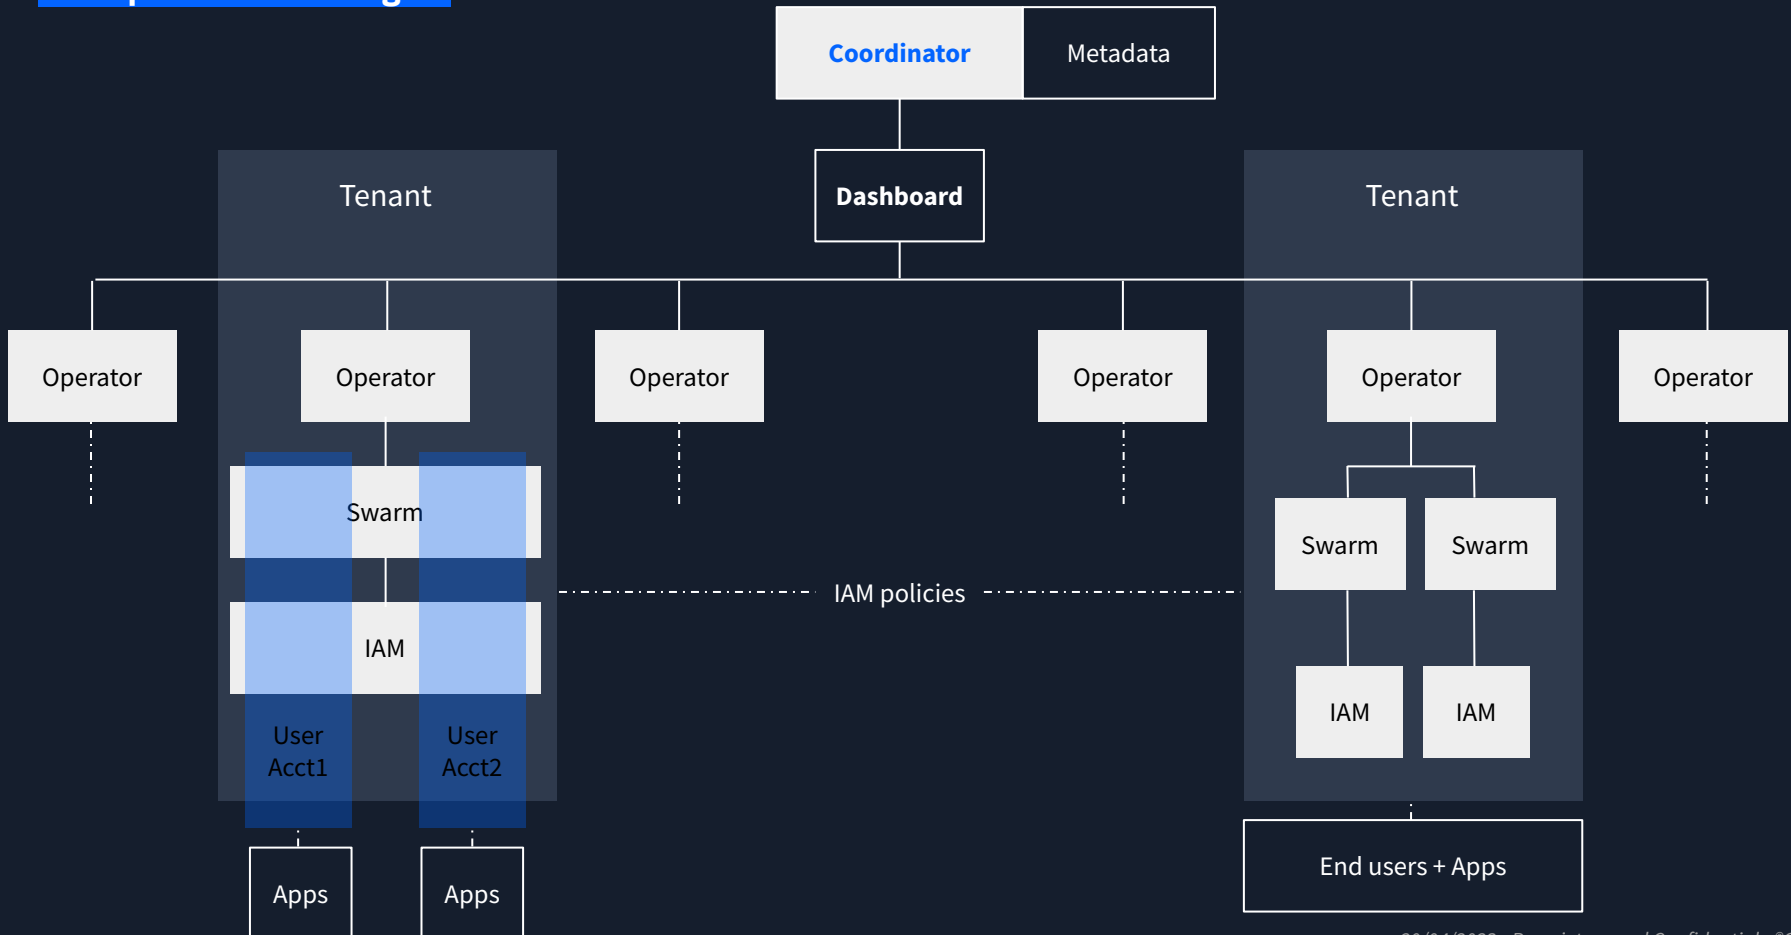 Coordinator
Metadata
Tenant
Dashboard
Tenant
Operator
Operator
Operator
Operator
Operator
Operator
Swarm
Swarm
Swarm
IAM policies
IAM
IAM
IAM
User
Acct1
User
Acct2
End users + Apps
Apps
Apps